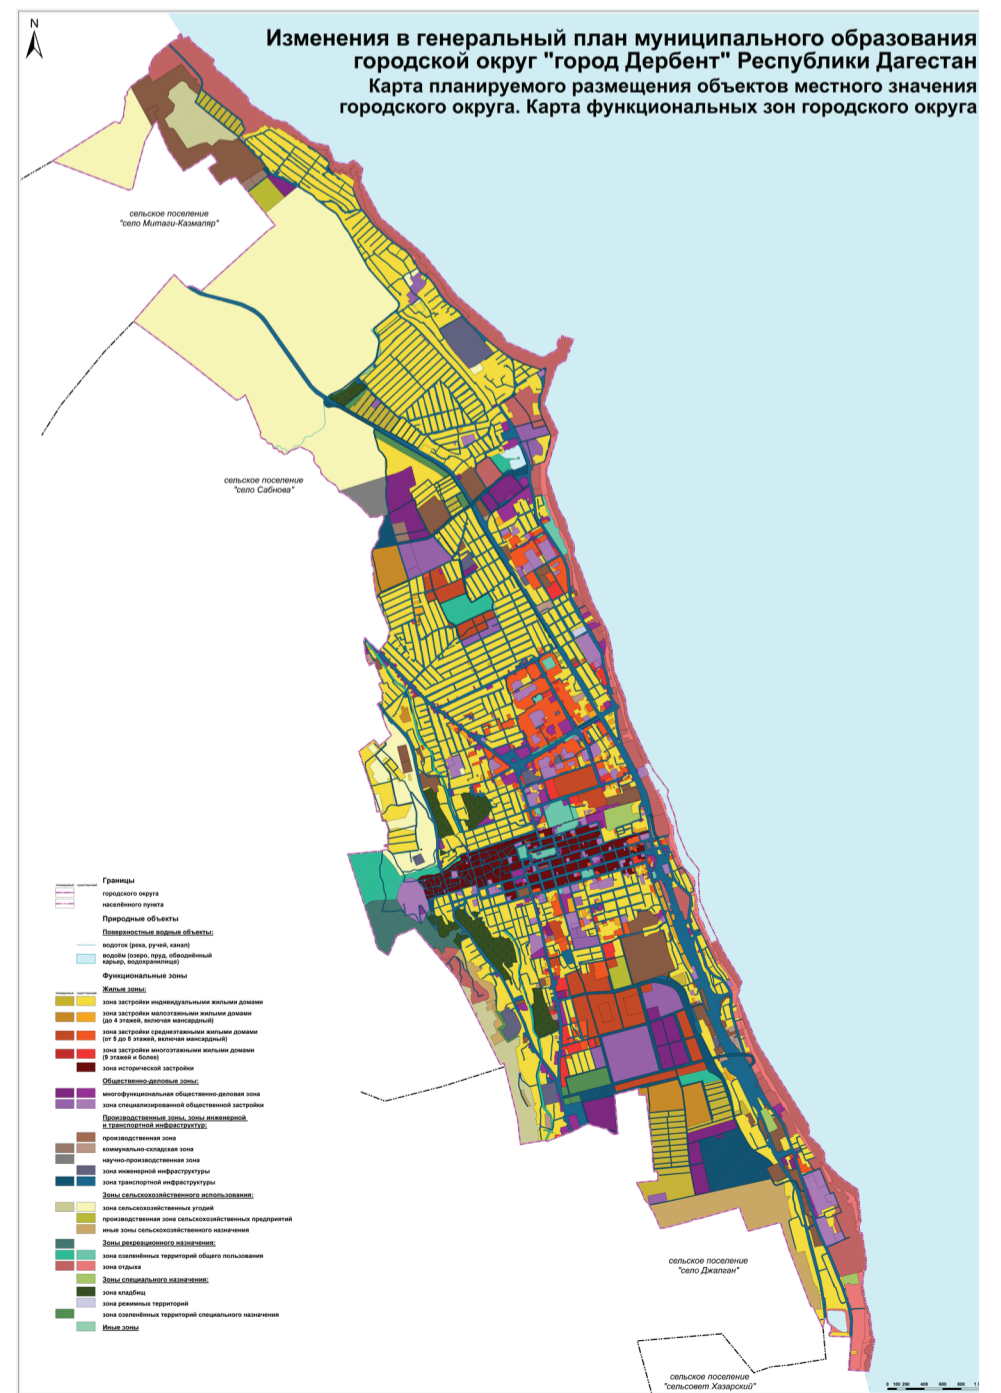 N
Изменения в генеральный план муниципального образования
городской округ "город Дербент" Республики Дагестан
Карта планируемого размещения объектов местного значения
городского округа. Карта функциональных зон городского округа
сельское поселение
"село Митаги-Казмаляр"
сельское поселение
"село Сабнова"
Границы
городского округа
населённого пункта
Природные объекты
Поверхностные водные объекты:
водоток (река, ручей, канал)
водоём (озеро, пруд, обводнённый
карьер, водохранилище)
Функциональные зоны
Жилые зоны:
зона застройки индивидуальными жилыми домами
зона застройки малоэтажными жилыми домами
(до 4 этажей, включая мансардный)
зона застройки среднеэтажными жилыми домами
(от 5 до 8 этажей, включая мансардный)
зона застройки многоэтажными жилыми домами
(9 этажей и более)
зона исторической застройки
Общественно-деловые зоны:
многофункциональная общественно-деловая зона
зона специализированной общественной застройки
Производственные зоны, зоны инженерной
и транспортной инфраструктур:
производственная зона
коммунально-складская зона
научно-производственная зона
зона инженерной инфраструктуры
зона транспортной инфраструктуры
Зоны сельскохозяйственного использования:
зона сельскохозяйственных угодий
производственная зона сельскохозяйственных предприятий
иные зоны сельскохозяйственного назначения
Зоны рекреационного назначения:
зона озеленённых территорий общего пользования
зона отдыха
Зоны специального назначения:
зона кладбищ
зона режимных территорий
зона озеленённых территорий специального назначения
Иные зоны
сельское поселение
"село Джалган"
сельское поселение
"сельсовет Хазарский"
0 100 200 400 600 800